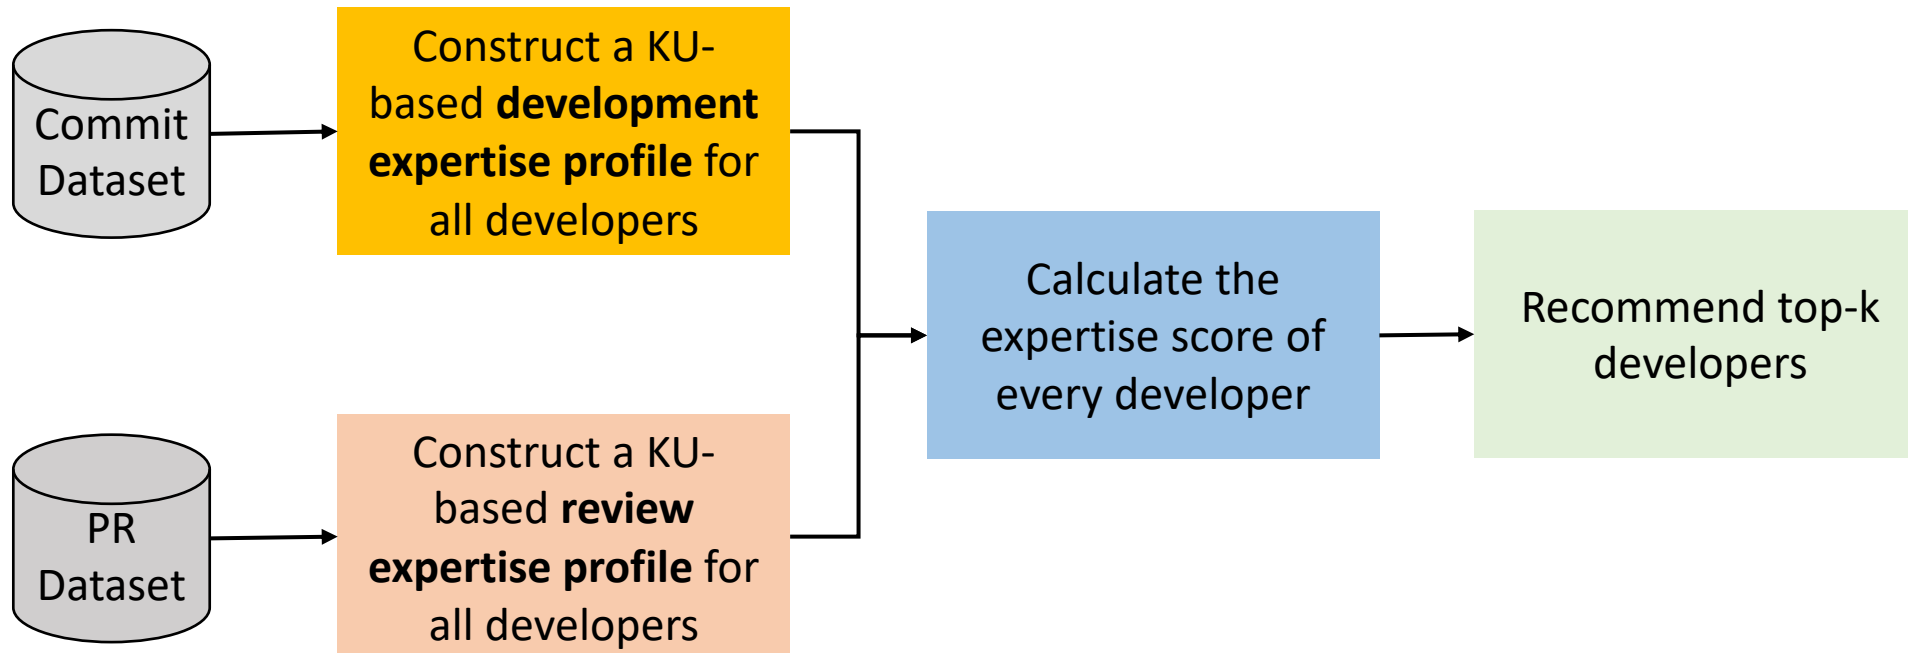 Commit
Dataset
Construct a KU-
based development
expertise profile for
all developers
PR
Dataset
Construct a KU-
based review
expertise profile for
all developers
Calculate the
expertise score of
every developer
Recommend top-k
developers